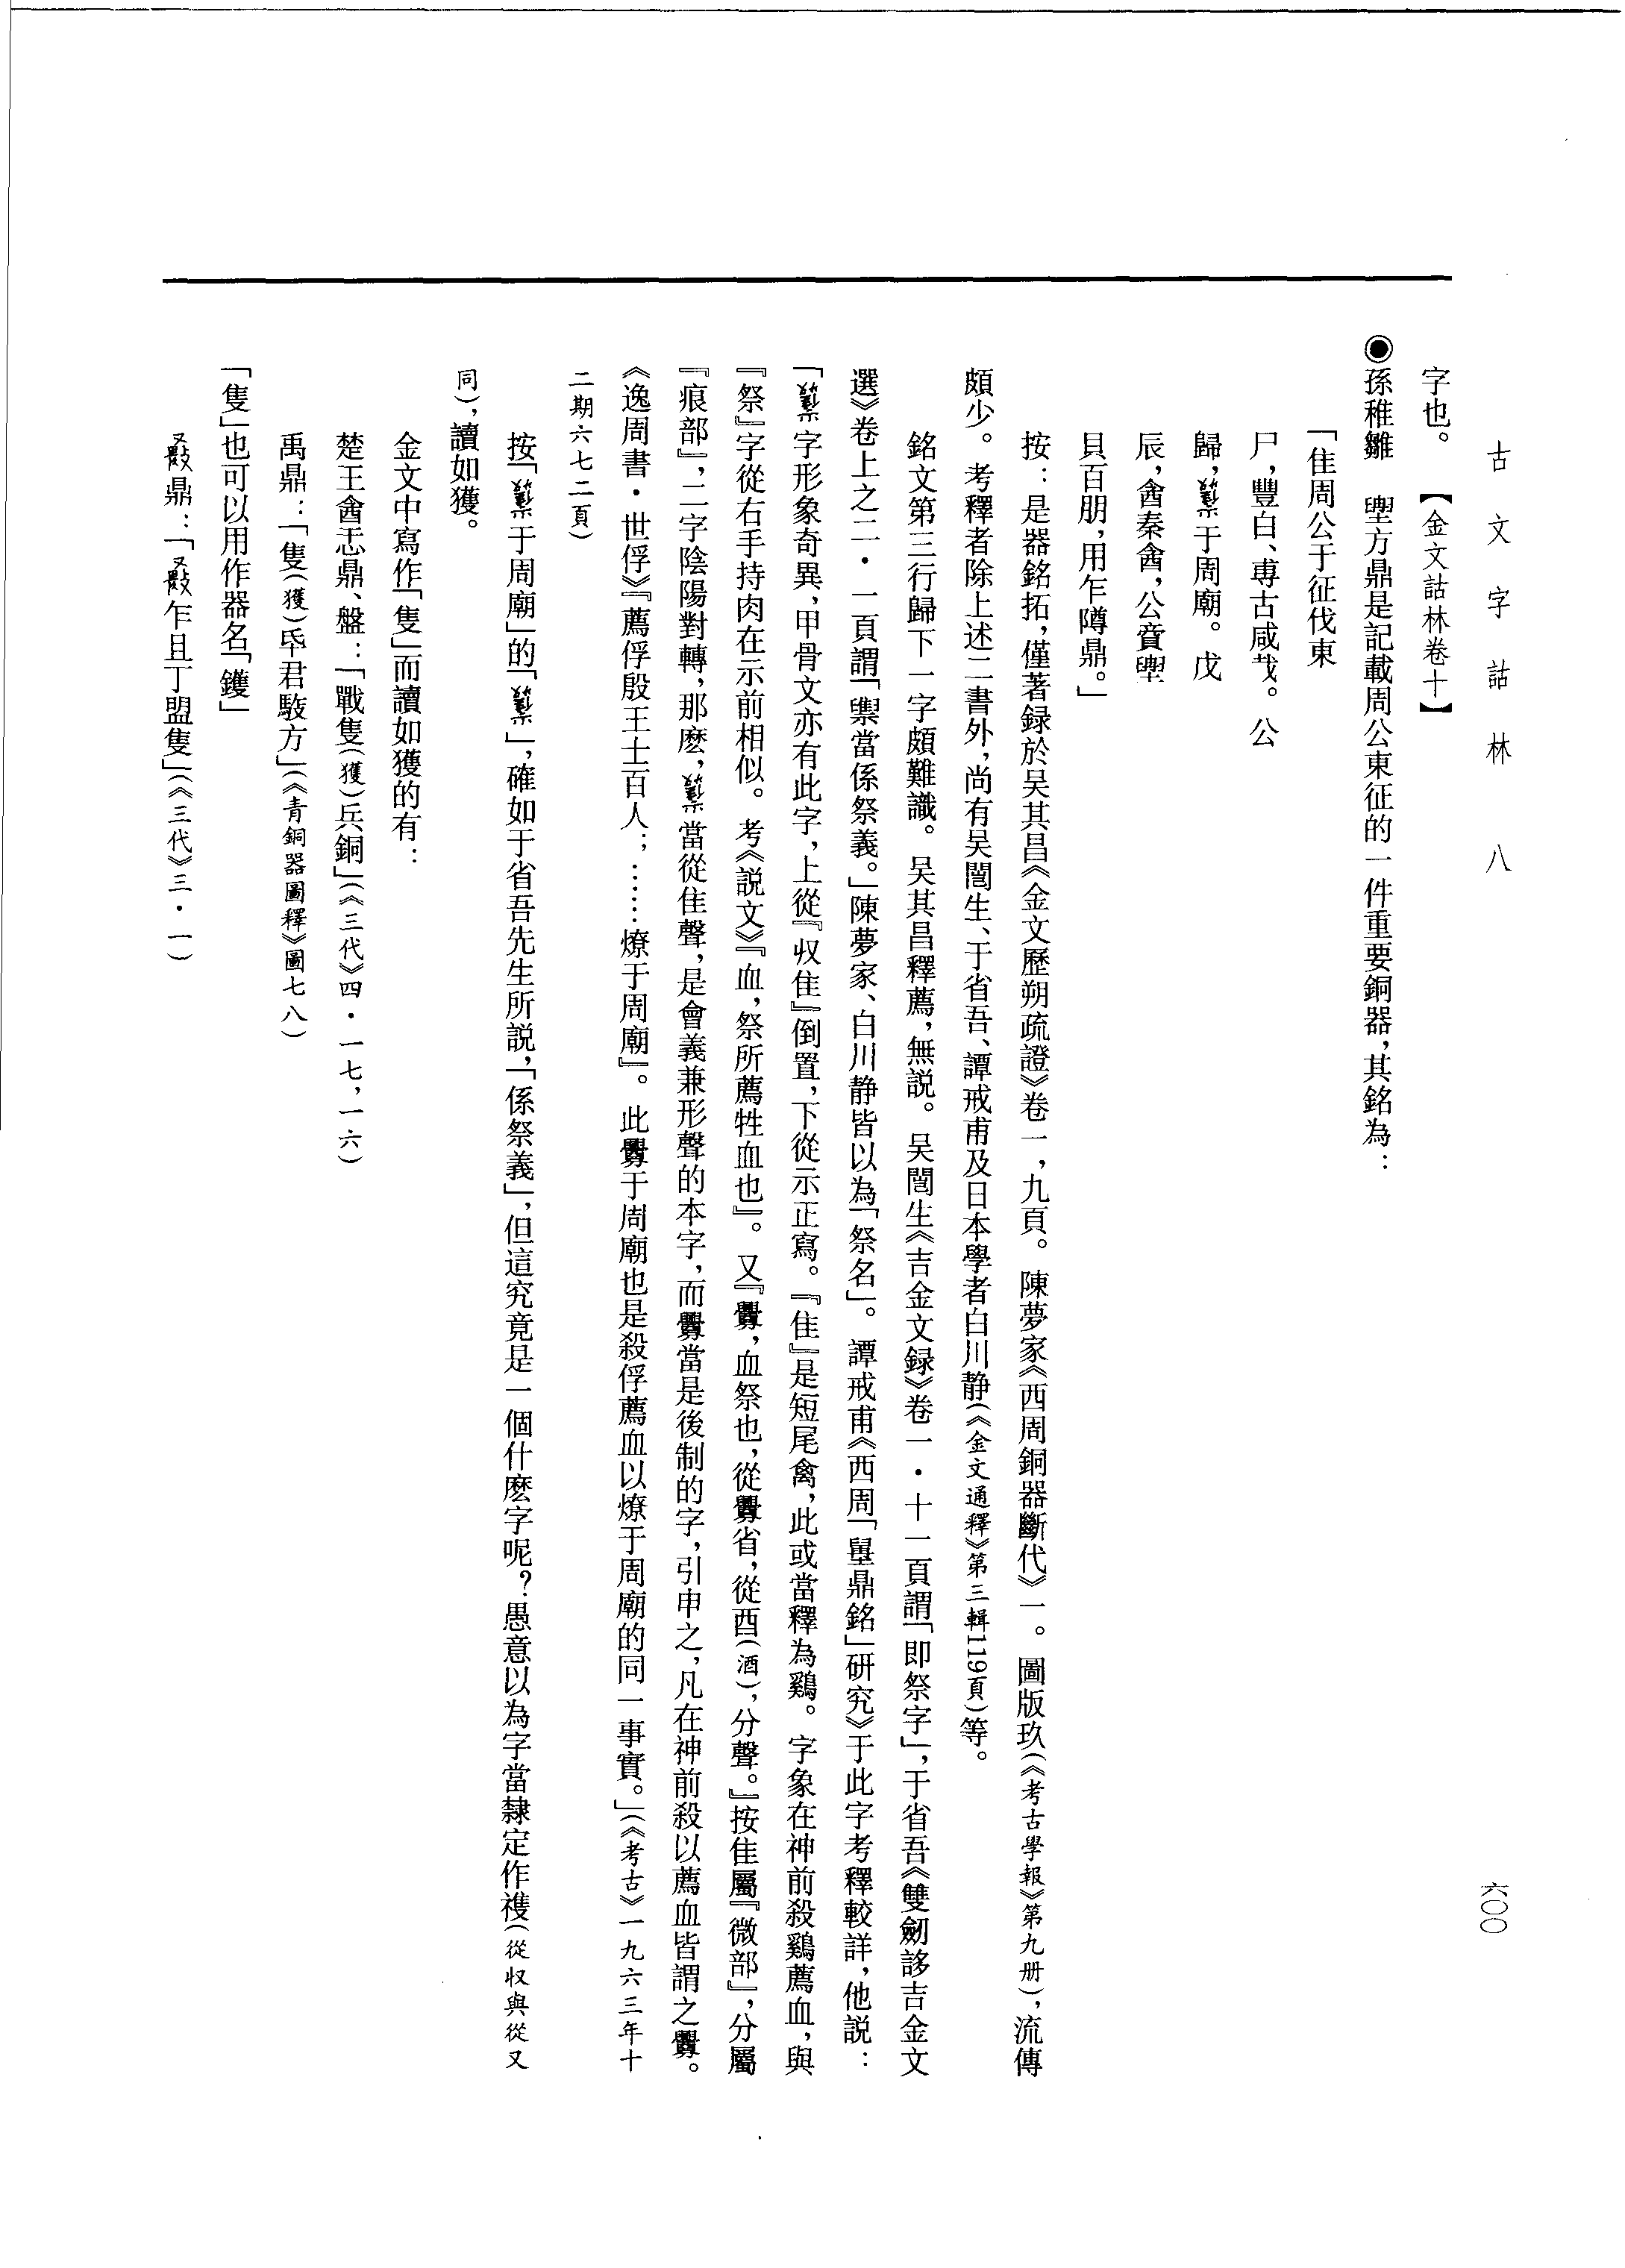 古文字詁林　八
六〇〇
字也。　【金文詁林卷十】
◉孫稚雛　塱方鼎是記載周公東征的一件重要銅器，其銘為：
「隹周公于征伐東
尸，豐白、尃古咸𢦏。公
歸，于周廟。戊
辰，酓秦酓，公賁
貝百朋，用乍隮鼎。」
按：是器銘拓，僅著録於吴其昌《金文歷朔疏證》卷一，九頁。陳夢家《西周銅器斷代》一。圖版玖（《考古學報》第九册），流傳
頗少。考釋者除上述二書外，尚有吴闓生、于省吾、譚戒甫及日本學者白川静（《金文通釋》第三輯119頁）等。
銘文第三行歸下一字頗難識。吴其昌釋薦，無説。吴闓生《吉金文録》卷一·十一頁謂「即祭字」，于省吾《雙劒誃吉金文
選》卷上之二·一頁謂「禦當係祭義。」陳夢家、白川静皆以為「祭名」。譚戒甫《西周「塱鼎銘」研究》于此字考釋較詳，他説：
「字形象奇異，甲骨文亦有此字，上從『収隹』倒置，下從示正寫。『隹』是短尾禽，此或當釋為鷄。字象在神前殺鷄薦血，與
『祭』字從右手持肉在示前相似。考《説文》『血，祭所薦牲血也』。又『釁，血祭也，從釁省，從酉（酒），分聲。』按隹屬『微部』，分屬
『痕部』，二字陰陽對轉，那麽，當從隹聲，是會義兼形聲的本字，而釁當是後制的字，引申之，凡在神前殺以薦血皆謂之釁。
《逸周書·世俘》『薦俘殷王士百人；……燎于周廟』。此釁于周廟也是殺俘薦血以燎于周廟的同一事實。」（《考古》一九六三年十
二期六七二頁）
按「于周廟」的「」，確如于省吾先生所説，「係祭義」，但這究竟是一個什麽字呢？愚意以為字當隸定作𥜵（從収與從又
同），讀如獲。
金文中寫作「隻」而讀如獲的有：
楚王酓忎鼎、盤：「戰隻（獲）兵銅」（《三代》四·一七，一六）
禹鼎：「隻（獲）氒君馭方」（《青銅器圖釋》圖七八）
「隻」也可以用作器名「鑊」
鼎：「乍且丁盟隻」（《三代》三·一）